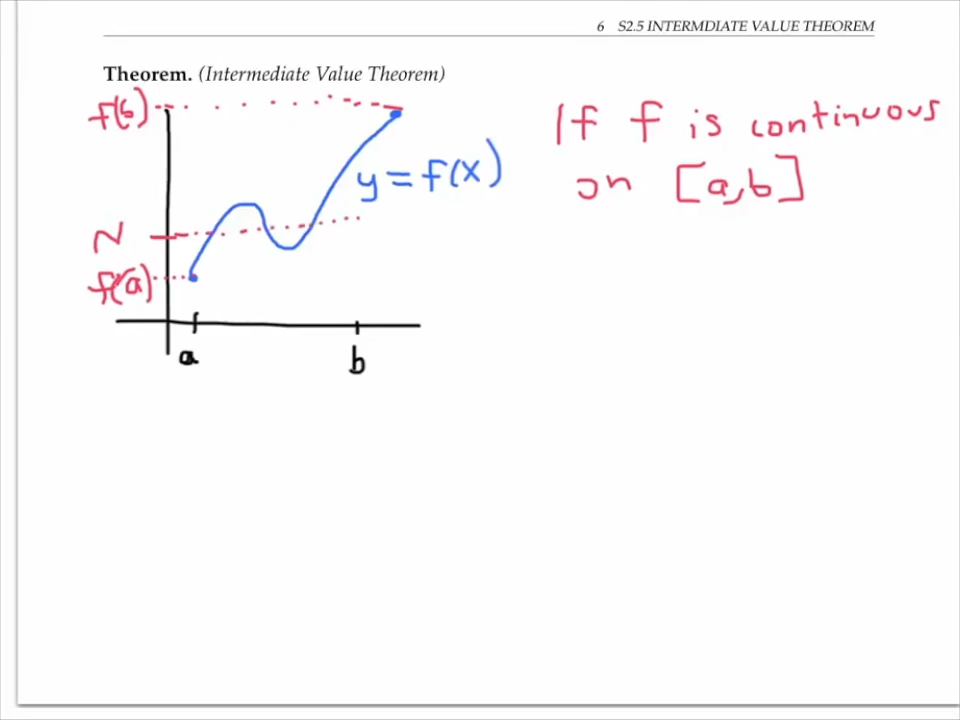 6 S2.5 INTERMDIATE VALUE THEOREM
Theorem. (Intermediate Value Theorem)
f(b)
If f is continuous
on [a,b]
y = f(x)
N
f(a)
a
b